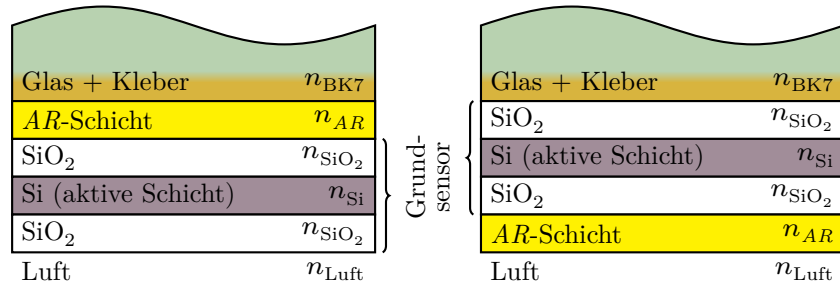 Glas + Kleber n_BK7
AR-Schicht n_AR
SiO₂ n_SiO₂
Si (aktive Schicht) n_Si
SiO₂ n_SiO₂
Luft n_Luft
Grund-
sensor
Glas + Kleber n_BK7
SiO₂ n_SiO₂
Si (aktive Schicht) n_Si
SiO₂ n_SiO₂
AR-Schicht n_AR
Luft n_Luft